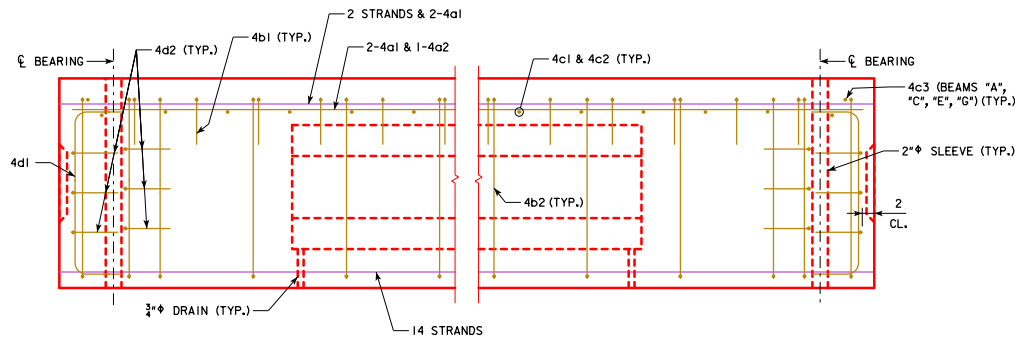 2 STRANDS & 2-4a1
4b1 (TYP.)
4d2 (TYP.)
2-4a1 & 1-4a2
℄ BEARING
4c1 & 4c2 (TYP.)
℄ BEARING
4c3 (BEAMS "A",
"C", "E", "G") (TYP.)
2"Φ SLEEVE (TYP.)
4d1
4b2 (TYP.)
2
CL.
3/4"Φ DRAIN (TYP.)
14 STRANDS